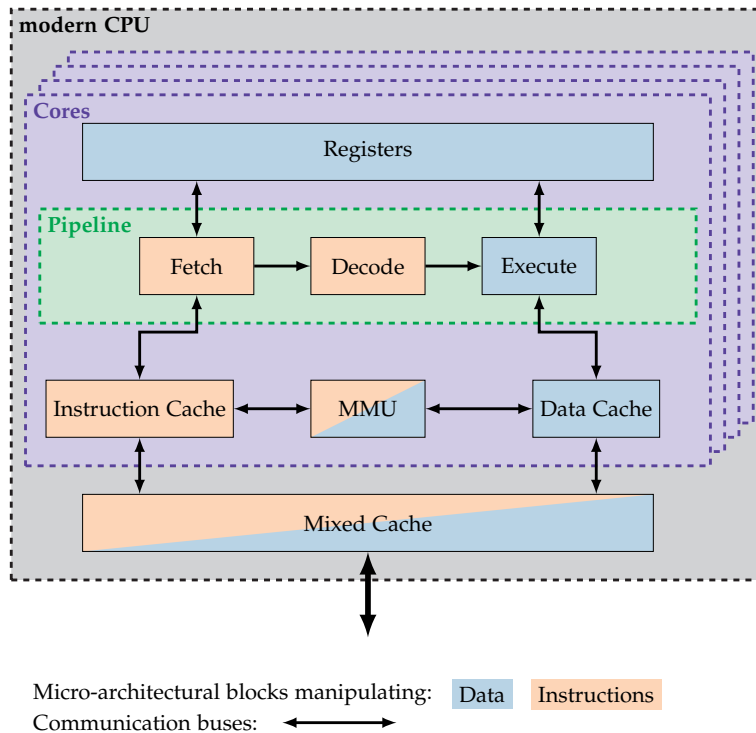 modern CPU
Cores
Registers
Pipeline
Fetch
Decode
Execute
Instruction Cache
MMU
Data Cache
Mixed Cache
Micro-architectural blocks manipulating: Data Instructions
Communication buses: